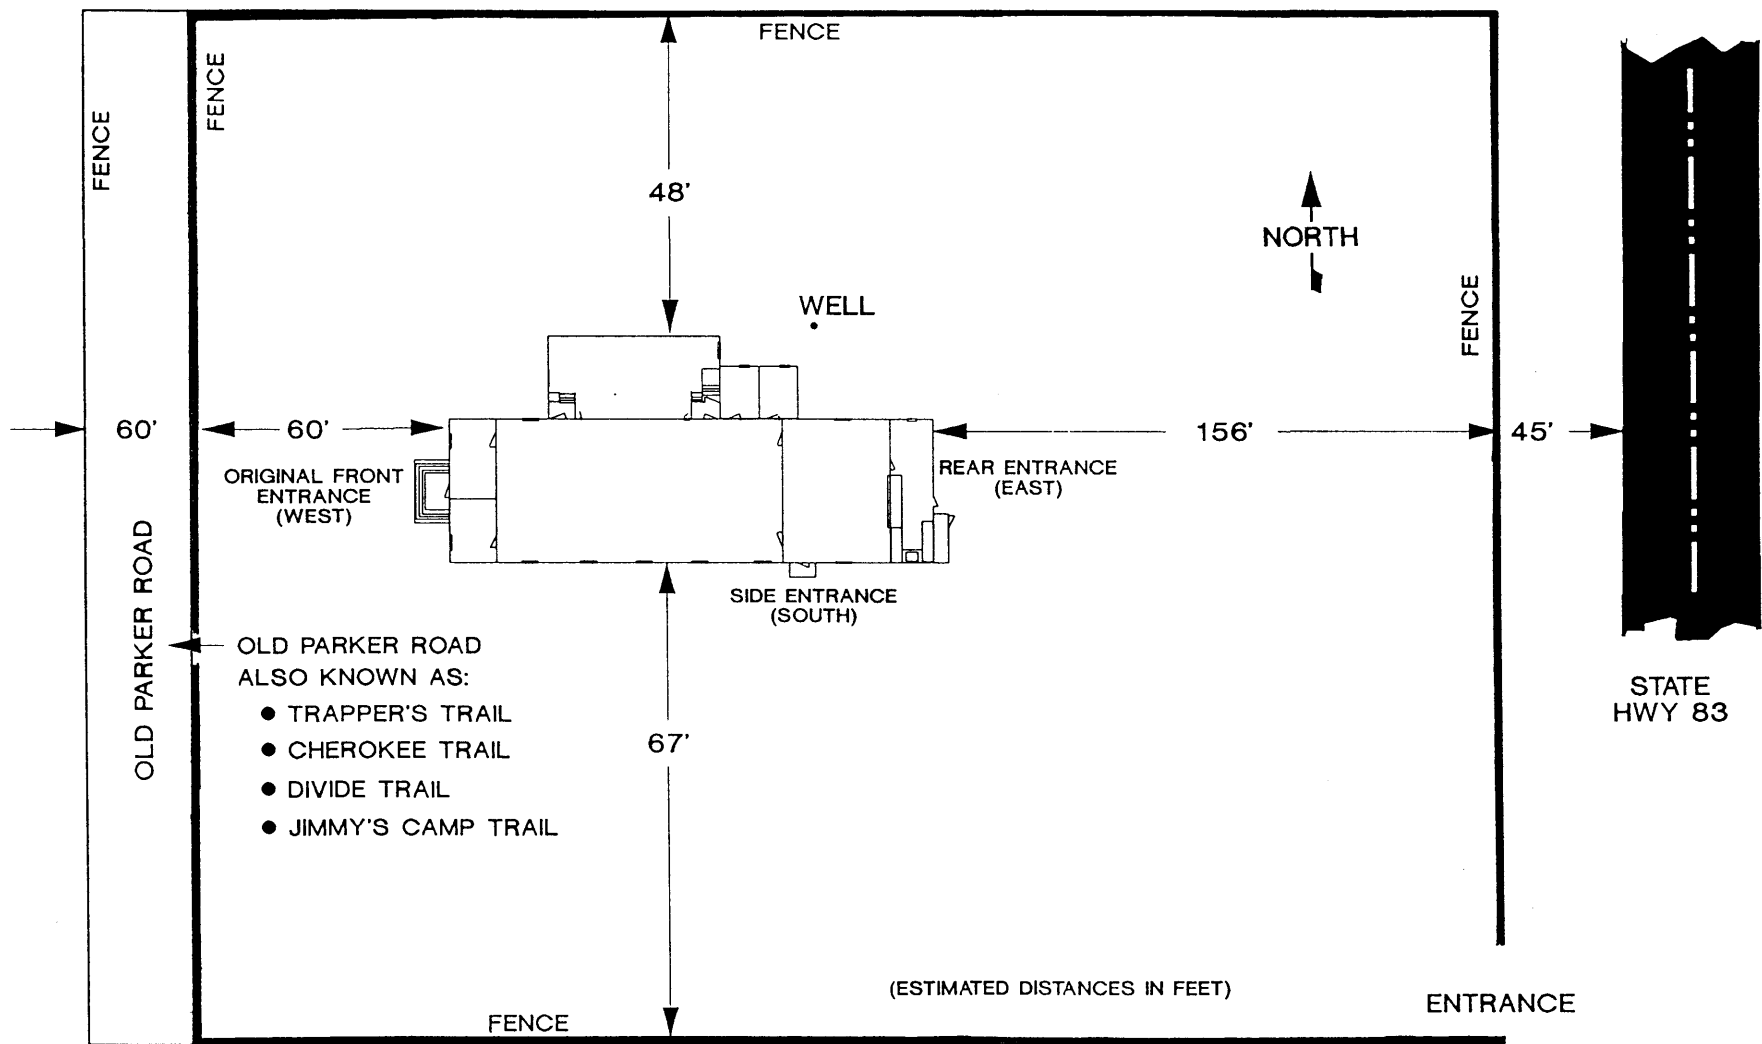 FENCE
FENCE
FENCE
48'
NORTH
WELL
FENCE
60'
60'
156'
45'
ORIGINAL FRONT
ENTRANCE
(WEST)
REAR ENTRANCE
(EAST)
SIDE ENTRANCE
(SOUTH)
OLD PARKER ROAD
OLD PARKER ROAD
ALSO KNOWN AS:
● TRAPPER'S TRAIL
● CHEROKEE TRAIL
● DIVIDE TRAIL
● JIMMY'S CAMP TRAIL
67'
STATE
HWY 83
(ESTIMATED DISTANCES IN FEET)
ENTRANCE
FENCE